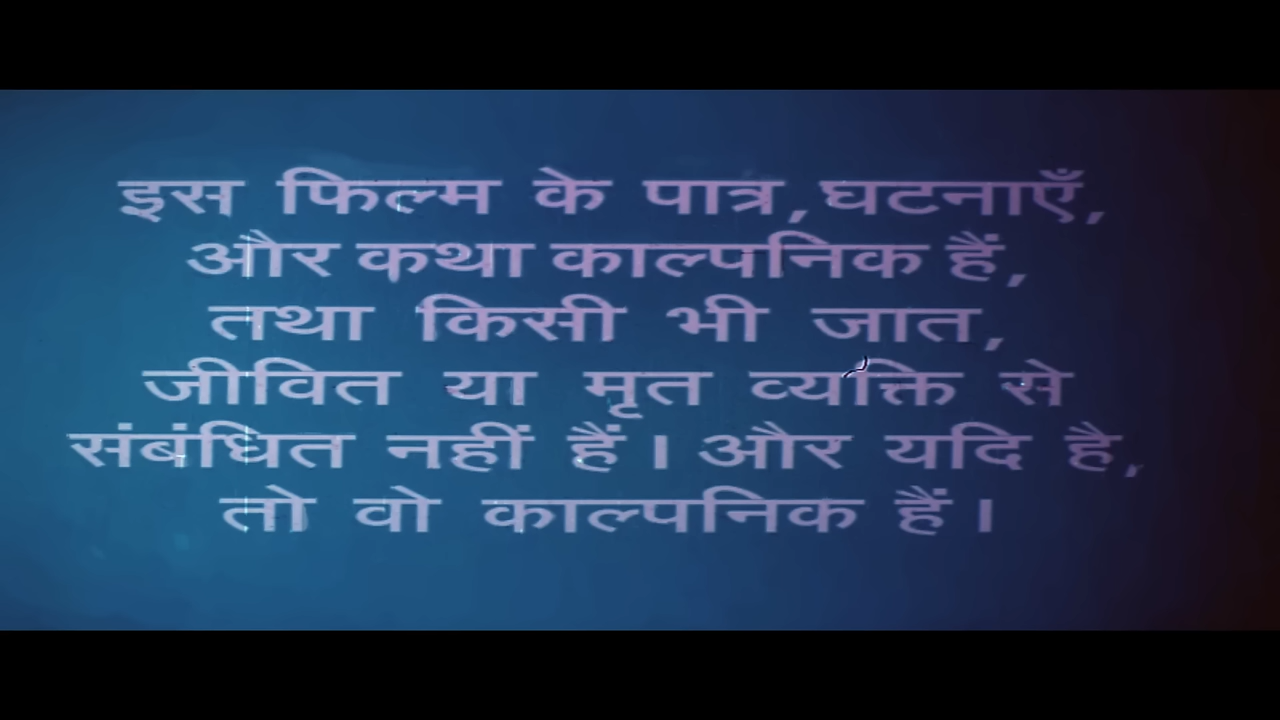 इस फिल्म के पात्र, घटनाएँ,
और कथा काल्पनिक हैं,
तथा किसी भी जात,
जीवित या मृत व्यक्ति से
संबंधित नहीं हैं। और यदि है,
तो वो काल्पनिक हैं।